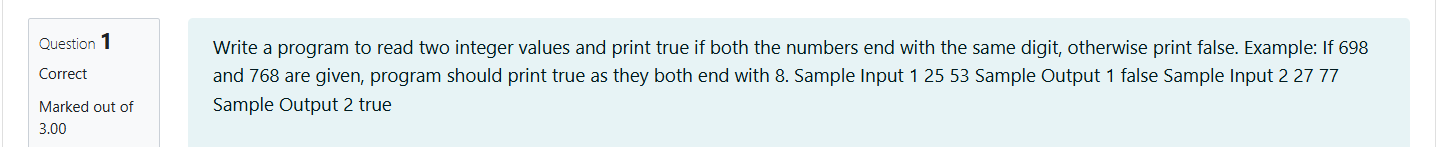 Question 1
Correct
Marked out of
3.00
Write a program to read two integer values and print true if both the numbers end with the same digit, otherwise print false. Example: If 698
and 768 are given, program should print true as they both end with 8. Sample Input 1 25 53 Sample Output 1 false Sample Input 2 27 77
Sample Output 2 true